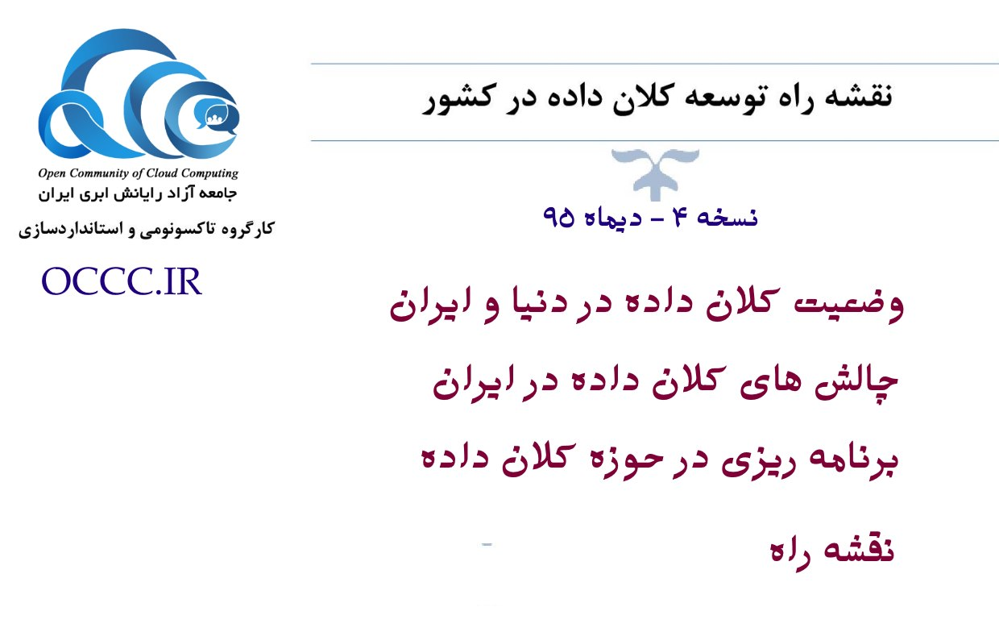 نقشه راه توسعه کلان داده در کشور
Open Community of Cloud Computing
جامعه آزاد رایانش ابری ایران
کارگروه تاکسونومی و استانداردسازی
OCCC.IR
نسخه ۴ - دیماه ۹۵
وضعیت کلان داده در دنیا و ایران
چالش های کلان داده در ایران
برنامه ریزی در حوزه کلان داده
نقشه راه